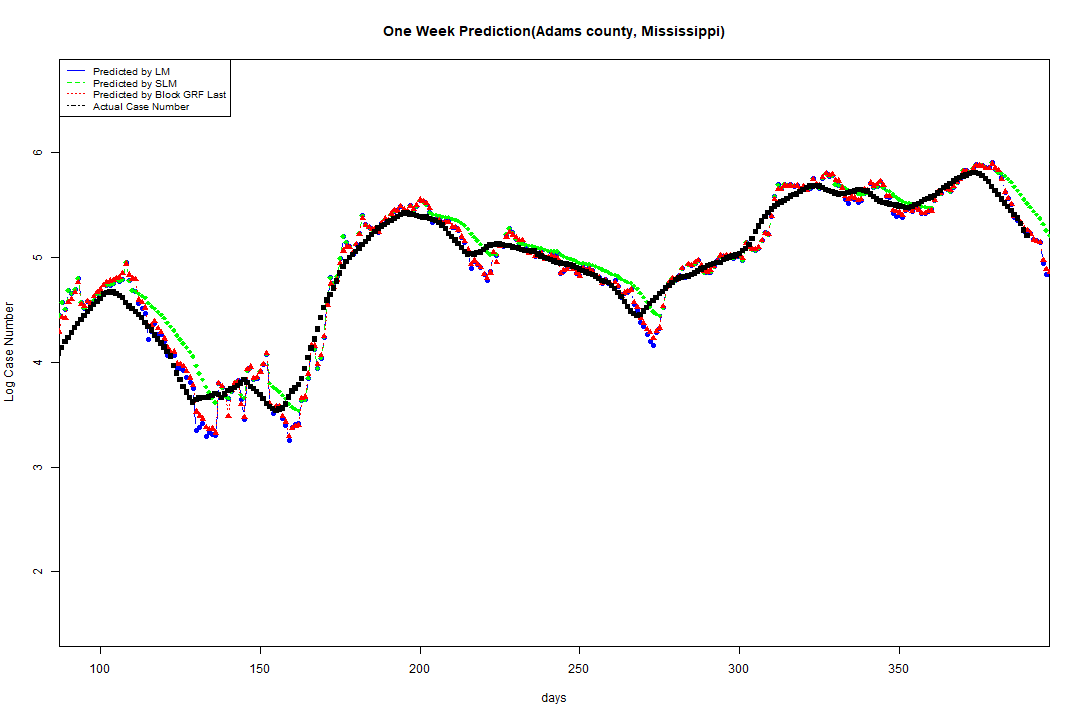 One Week Prediction(Adams county, Mississippi)
Predicted by LM
Predicted by SLM
Predicted by Block GRF Last
Actual Case Number
6
5
4
3
2
Log Case Number
100 150 200 250 300 350
days